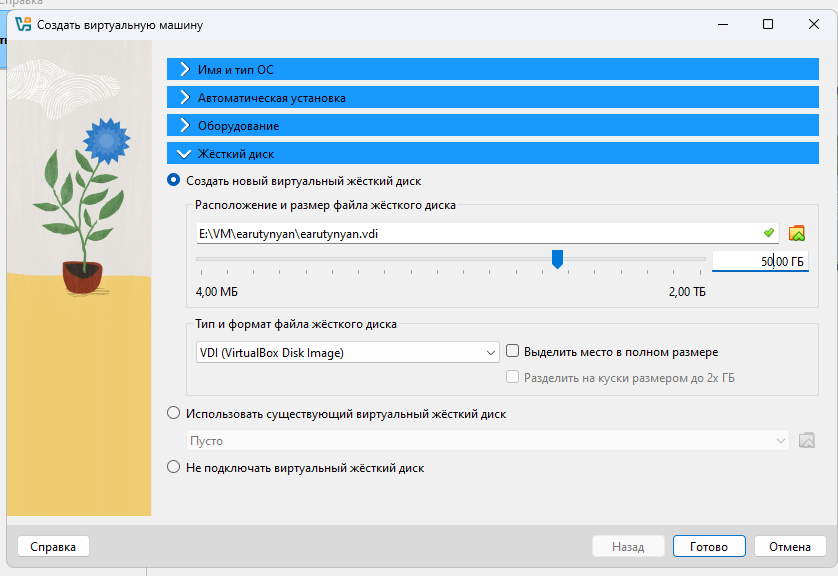 Справка
Создать виртуальную машину
Имя и тип ОС
Автоматическая установка
Оборудование
Жёсткий диск
Создать новый виртуальный жёсткий диск
Расположение и размер файла жёсткого диска
E:\VM\earutynyan\earutynyan.vdi
50,00 ГБ
4,00 МБ
2,00 ТБ
Тип и формат файла жёсткого диска
VDI (VirtualBox Disk Image)
Выделить место в полном размере
Разделить на куски размером до 2х ГБ
Использовать существующий виртуальный жёсткий диск
Пусто
Не подключать виртуальный жёсткий диск
Справка
Назад
Готово
Отмена